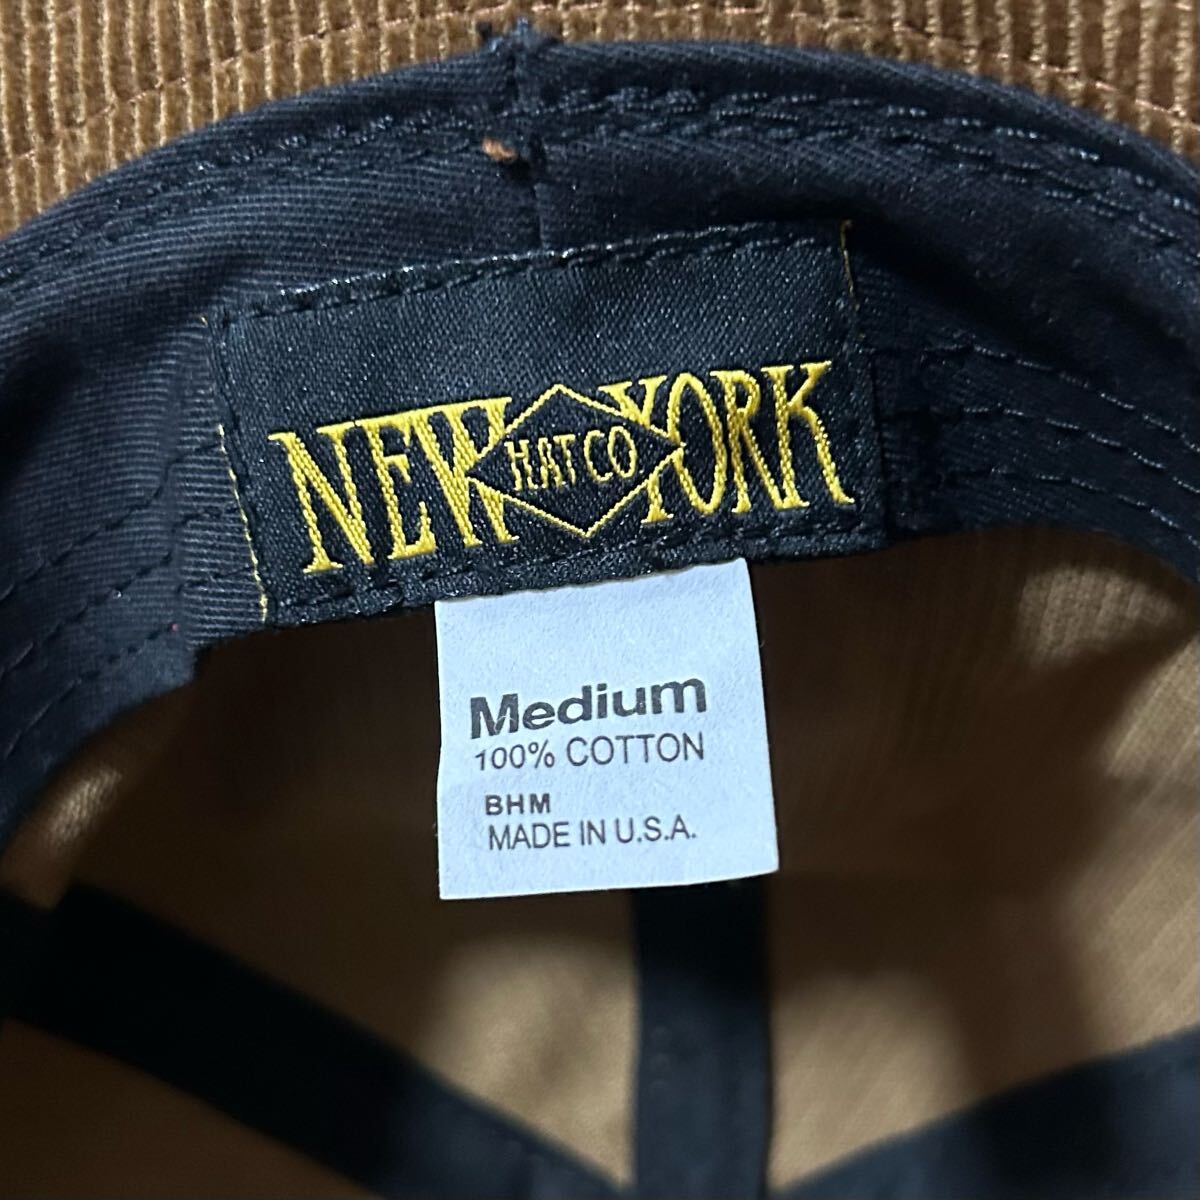 NEW YORK
HAT CO
Medium
100% COTTON
BHM
MADE IN U.S.A.